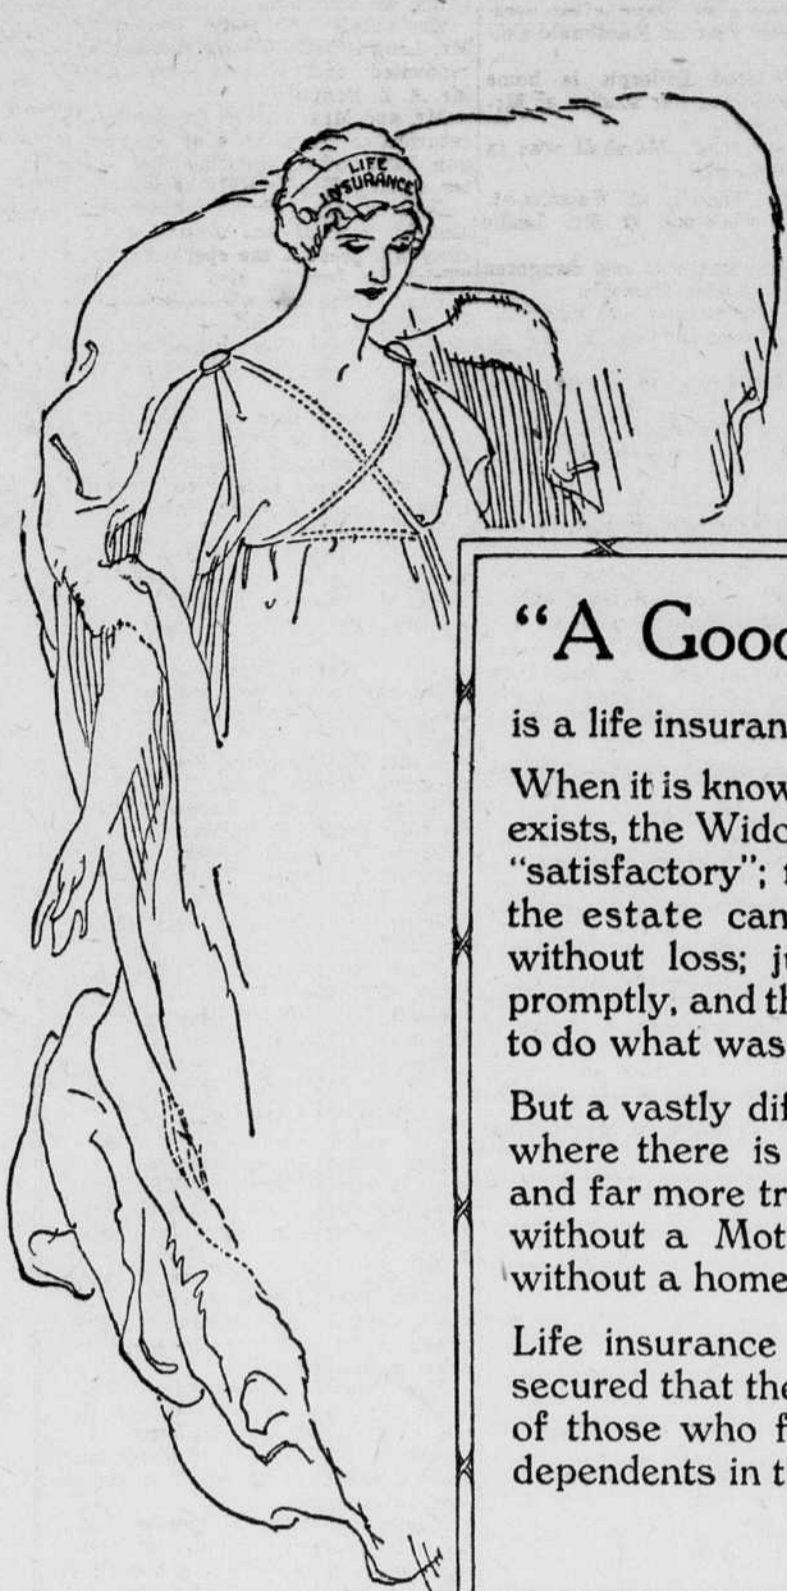 LIFE
INSURANCE
“A Good
is a life insuran
When it is know
exists, the Wido
“satisfactory”; 
the estate can
without loss; ju
promptly, and th
to do what was
But a vastly dif
where there is
and far more tr
without a Mot
without a home
Life insurance
secured that the
of those who f
dependents in t